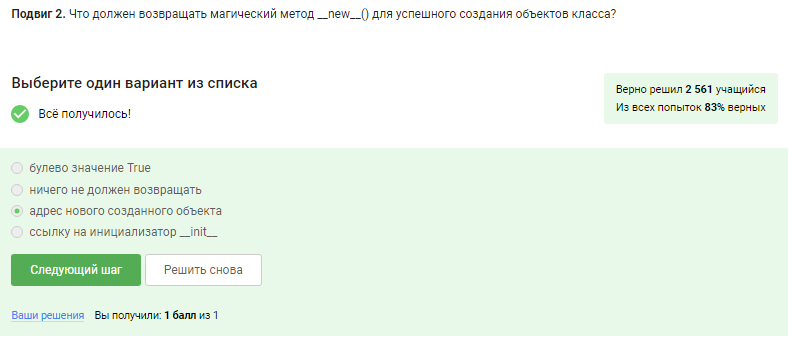 Подвиг 2. Что должен возвращать магический метод __new__() для успешного создания объектов класса?
Выберите один вариант из списка
Всё получилось!
Верно решил 2 561 учащийся
Из всех попыток 83% верных
булево значение True
ничего не должен возвращать
адрес нового созданного объекта
ссылку на инициализатор __init__
Следующий шаг
Решить снова
Ваши решения Вы получили: 1 балл из 1